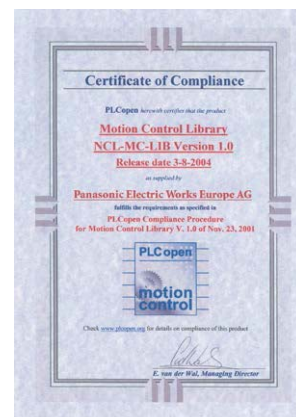 Certificate of Compliance
PLCopen herewith certifies that the product
Motion Control Library
NCL-MC-LIB Version 1.0
Release date 3-8-2004
as supplied by
Panasonic Electric Works Europe AG
fulfills the requirements as specified in
PLCopen Compliance Procedure
for Motion Control Library V. 1.0 of Nov. 23, 2001
PLCopen
motion
control
Check www.plcopen.org for details on compliance of this product
E. van der Wal, Managing Director